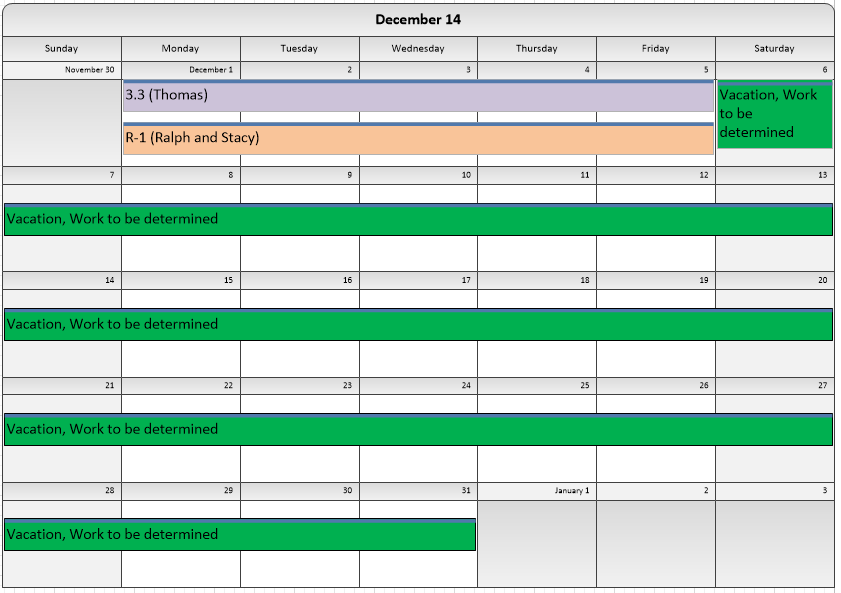 December 14
Sunday Monday Tuesday Wednesday Thursday Friday Saturday
November 30 December 1 2 3 4 5 6
3.3 (Thomas)
R-1 (Ralph and Stacy)
Vacation, Work
to be
determined
7 8 9 10 11 12 13
Vacation, Work to be determined
14 15 16 17 18 19 20
Vacation, Work to be determined
21 22 23 24 25 26 27
Vacation, Work to be determined
28 29 30 31 January 1 2 3
Vacation, Work to be determined